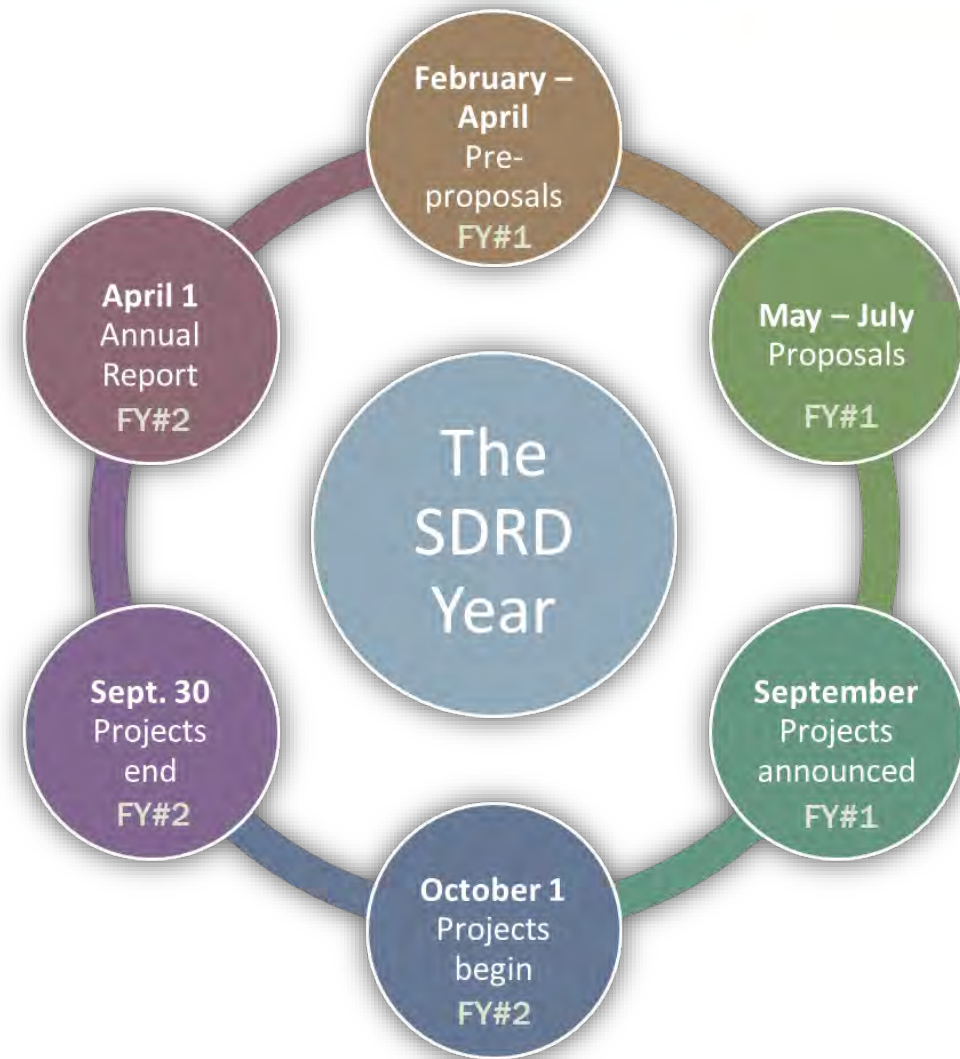 February –
April
Pre-
proposals
FY#1
May – July
Proposals
FY#1
September
Projects
announced
FY#1
October 1
Projects
begin
FY#2
Sept. 30
Projects
end
FY#2
April 1
Annual
Report
FY#2
The
SDRD
Year